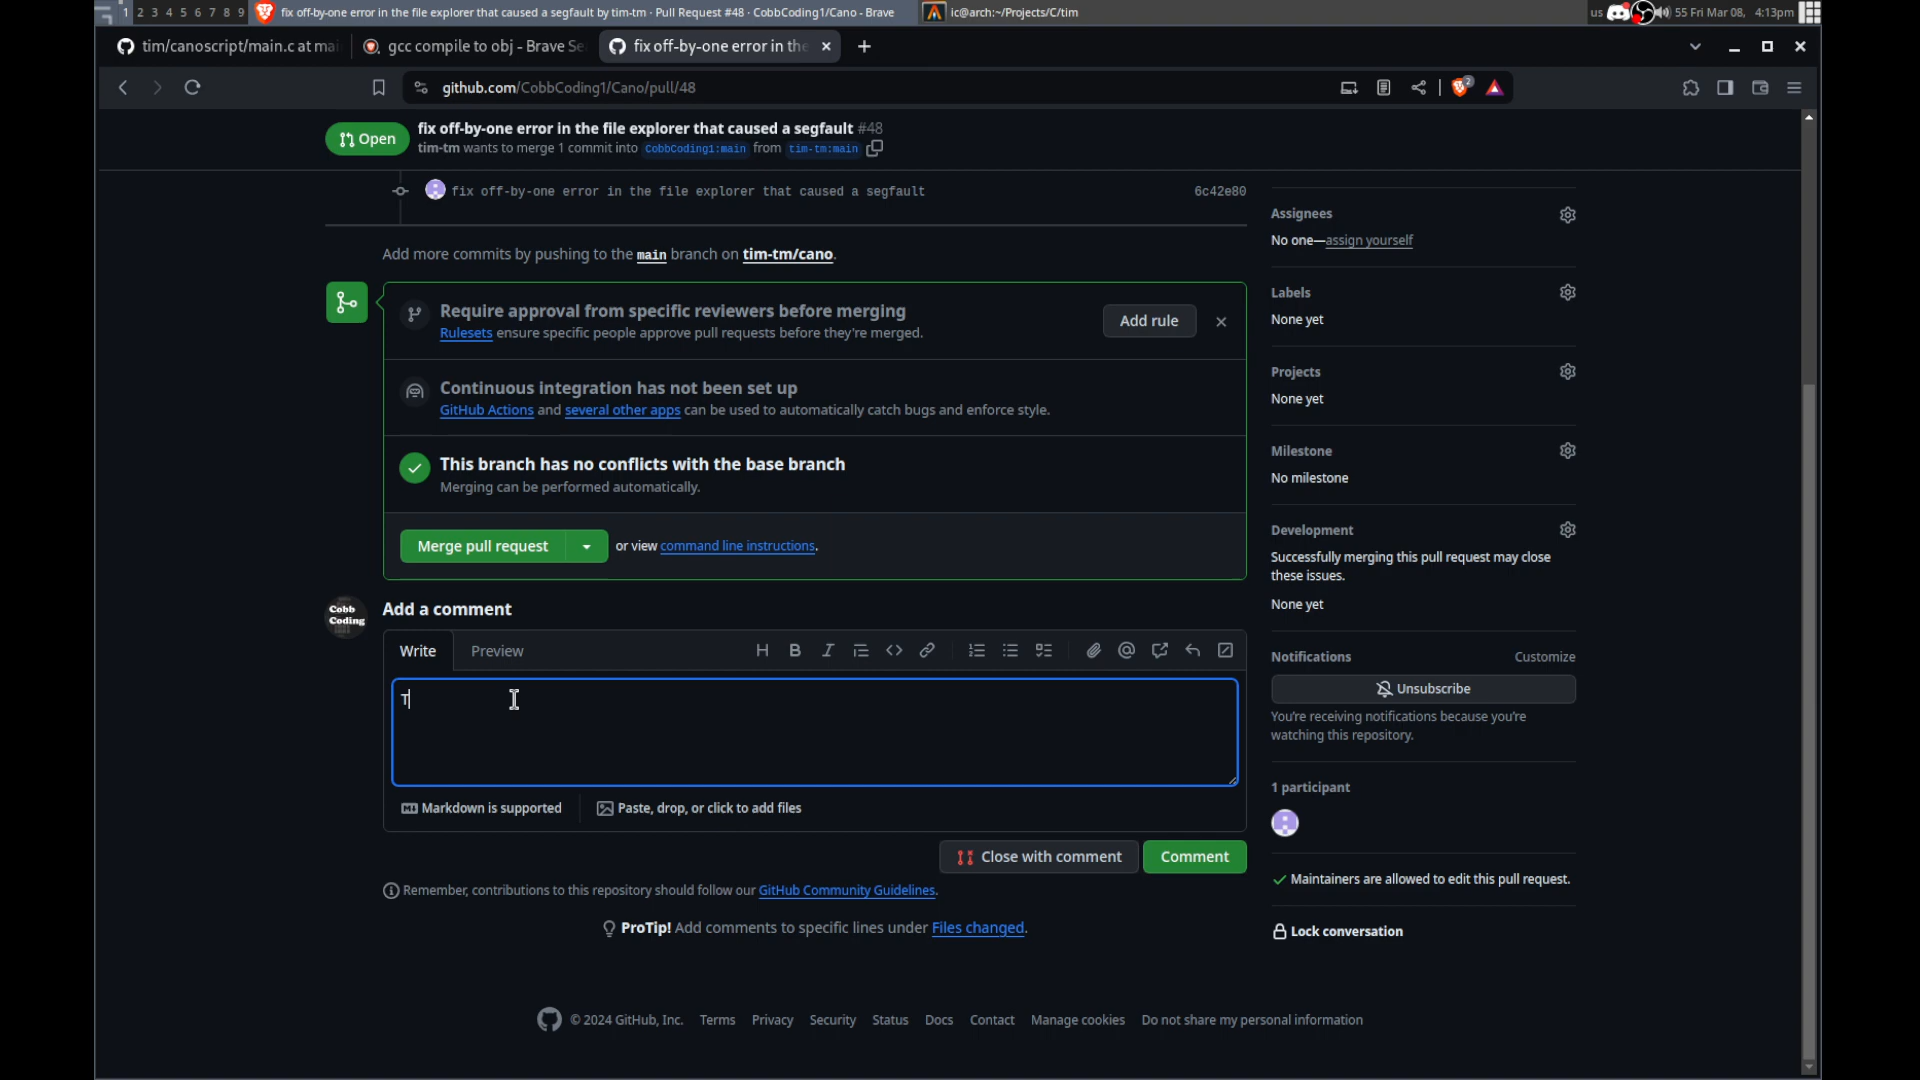 1 2 3 4 5 6 7 8 9 fix off-by-one error in the file explorer that caused a segfault by tim-tm · Pull Request #48 · CobbCoding1/Cano - Brave ic@arch:~/Projects/C/tim us 55 Fri Mar 08, 4:13pm
tim/canoscript/main.c at mai gcc compile to obj - Brave Se fix off-by-one error in the
github.com/CobbCoding1/Cano/pull/48 2
Open
fix off-by-one error in the file explorer that caused a segfault #48
tim-tm wants to merge 1 commit into CobbCoding1:main from tim-tm:main
fix off-by-one error in the file explorer that caused a segfault 6c42e80
Add more commits by pushing to the main branch on tim-tm/cano.
Require approval from specific reviewers before merging
Rulesets ensure specific people approve pull requests before they're merged.
Add rule
Continuous integration has not been set up
GitHub Actions and several other apps can be used to automatically catch bugs and enforce style.
This branch has no conflicts with the base branch
Merging can be performed automatically.
Merge pull request or view command line instructions.
Cobb
Coding
Add a comment
Write Preview
T
Markdown is supported Paste, drop, or click to add files
Close with comment Comment
Remember, contributions to this repository should follow our GitHub Community Guidelines.
ProTip! Add comments to specific lines under Files changed.
Assignees
No one—assign yourself
Labels
None yet
Projects
None yet
Milestone
No milestone
Development
Successfully merging this pull request may close
these issues.
None yet
Notifications Customize
Unsubscribe
You're receiving notifications because you're
watching this repository.
1 participant
Maintainers are allowed to edit this pull request.
Lock conversation
© 2024 GitHub, Inc. Terms Privacy Security Status Docs Contact Manage cookies Do not share my personal information